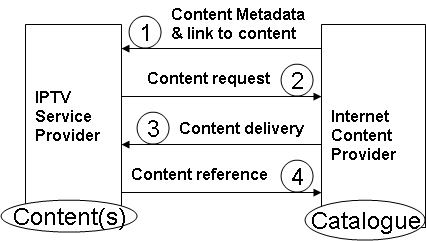 Content Metadata
1
& link to content
IPTV
Service
Provider
Content request
2
3
Content delivery
Internet
Content
Provider
Content reference
4
Content(s)
Catalogue